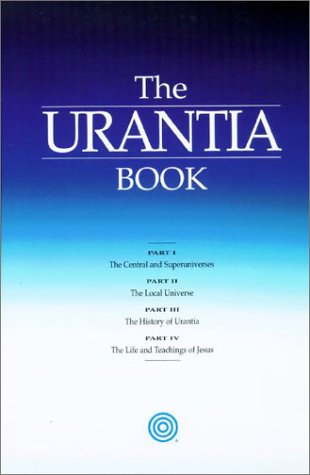 The
URANTIA
BOOK
PART I
The Central and Superuniverses
PART II
The Local Universe
PART III
The History of Urantia
PART IV
The Life and Teachings of Jesus